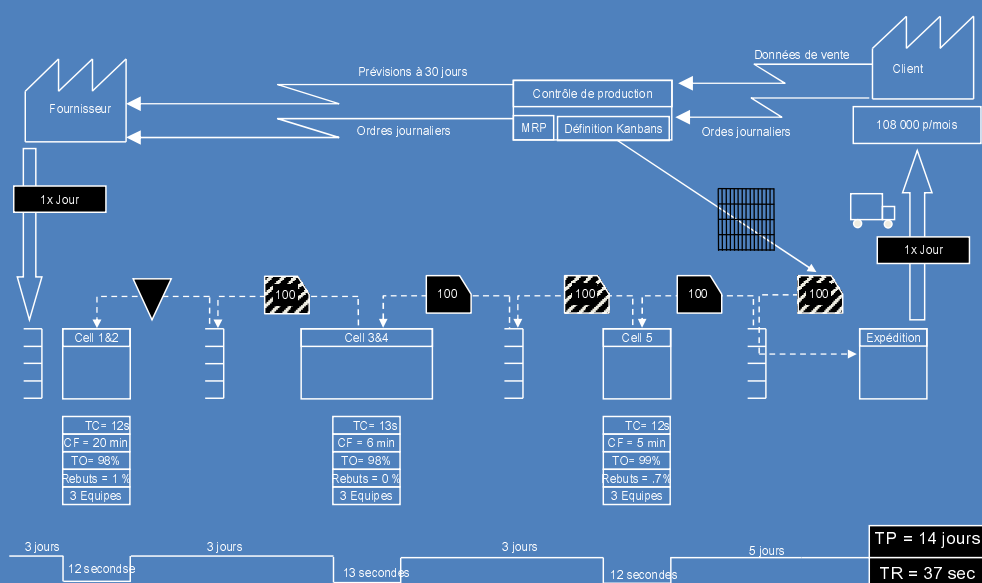 Données de vente
Client
Prévisions à 30 jours
Fournisseur
Contrôle de production
Ordres journaliers
MRP
Définition Kanbans
Ordes journaliers
108 000 p/mois
1x Jour
1x Jour
100
100
100
100
100
Cell 1&2
Cell 3&4
Cell 5
Expédition
TC= 12s
CF = 20 min
TO= 98%
Rebuts = 1 %
3 Equipes
TC= 13s
CF = 6 min
TO= 98%
Rebuts = 0 %
3 Equipes
TC= 12s
CF = 5 min
TO= 99%
Rebuts = .7%
3 Equipes
3 jours
12 secondse
3 jours
13 secondes
3 jours
12 secondes
5 jours
TP = 14 jours
TR = 37 sec